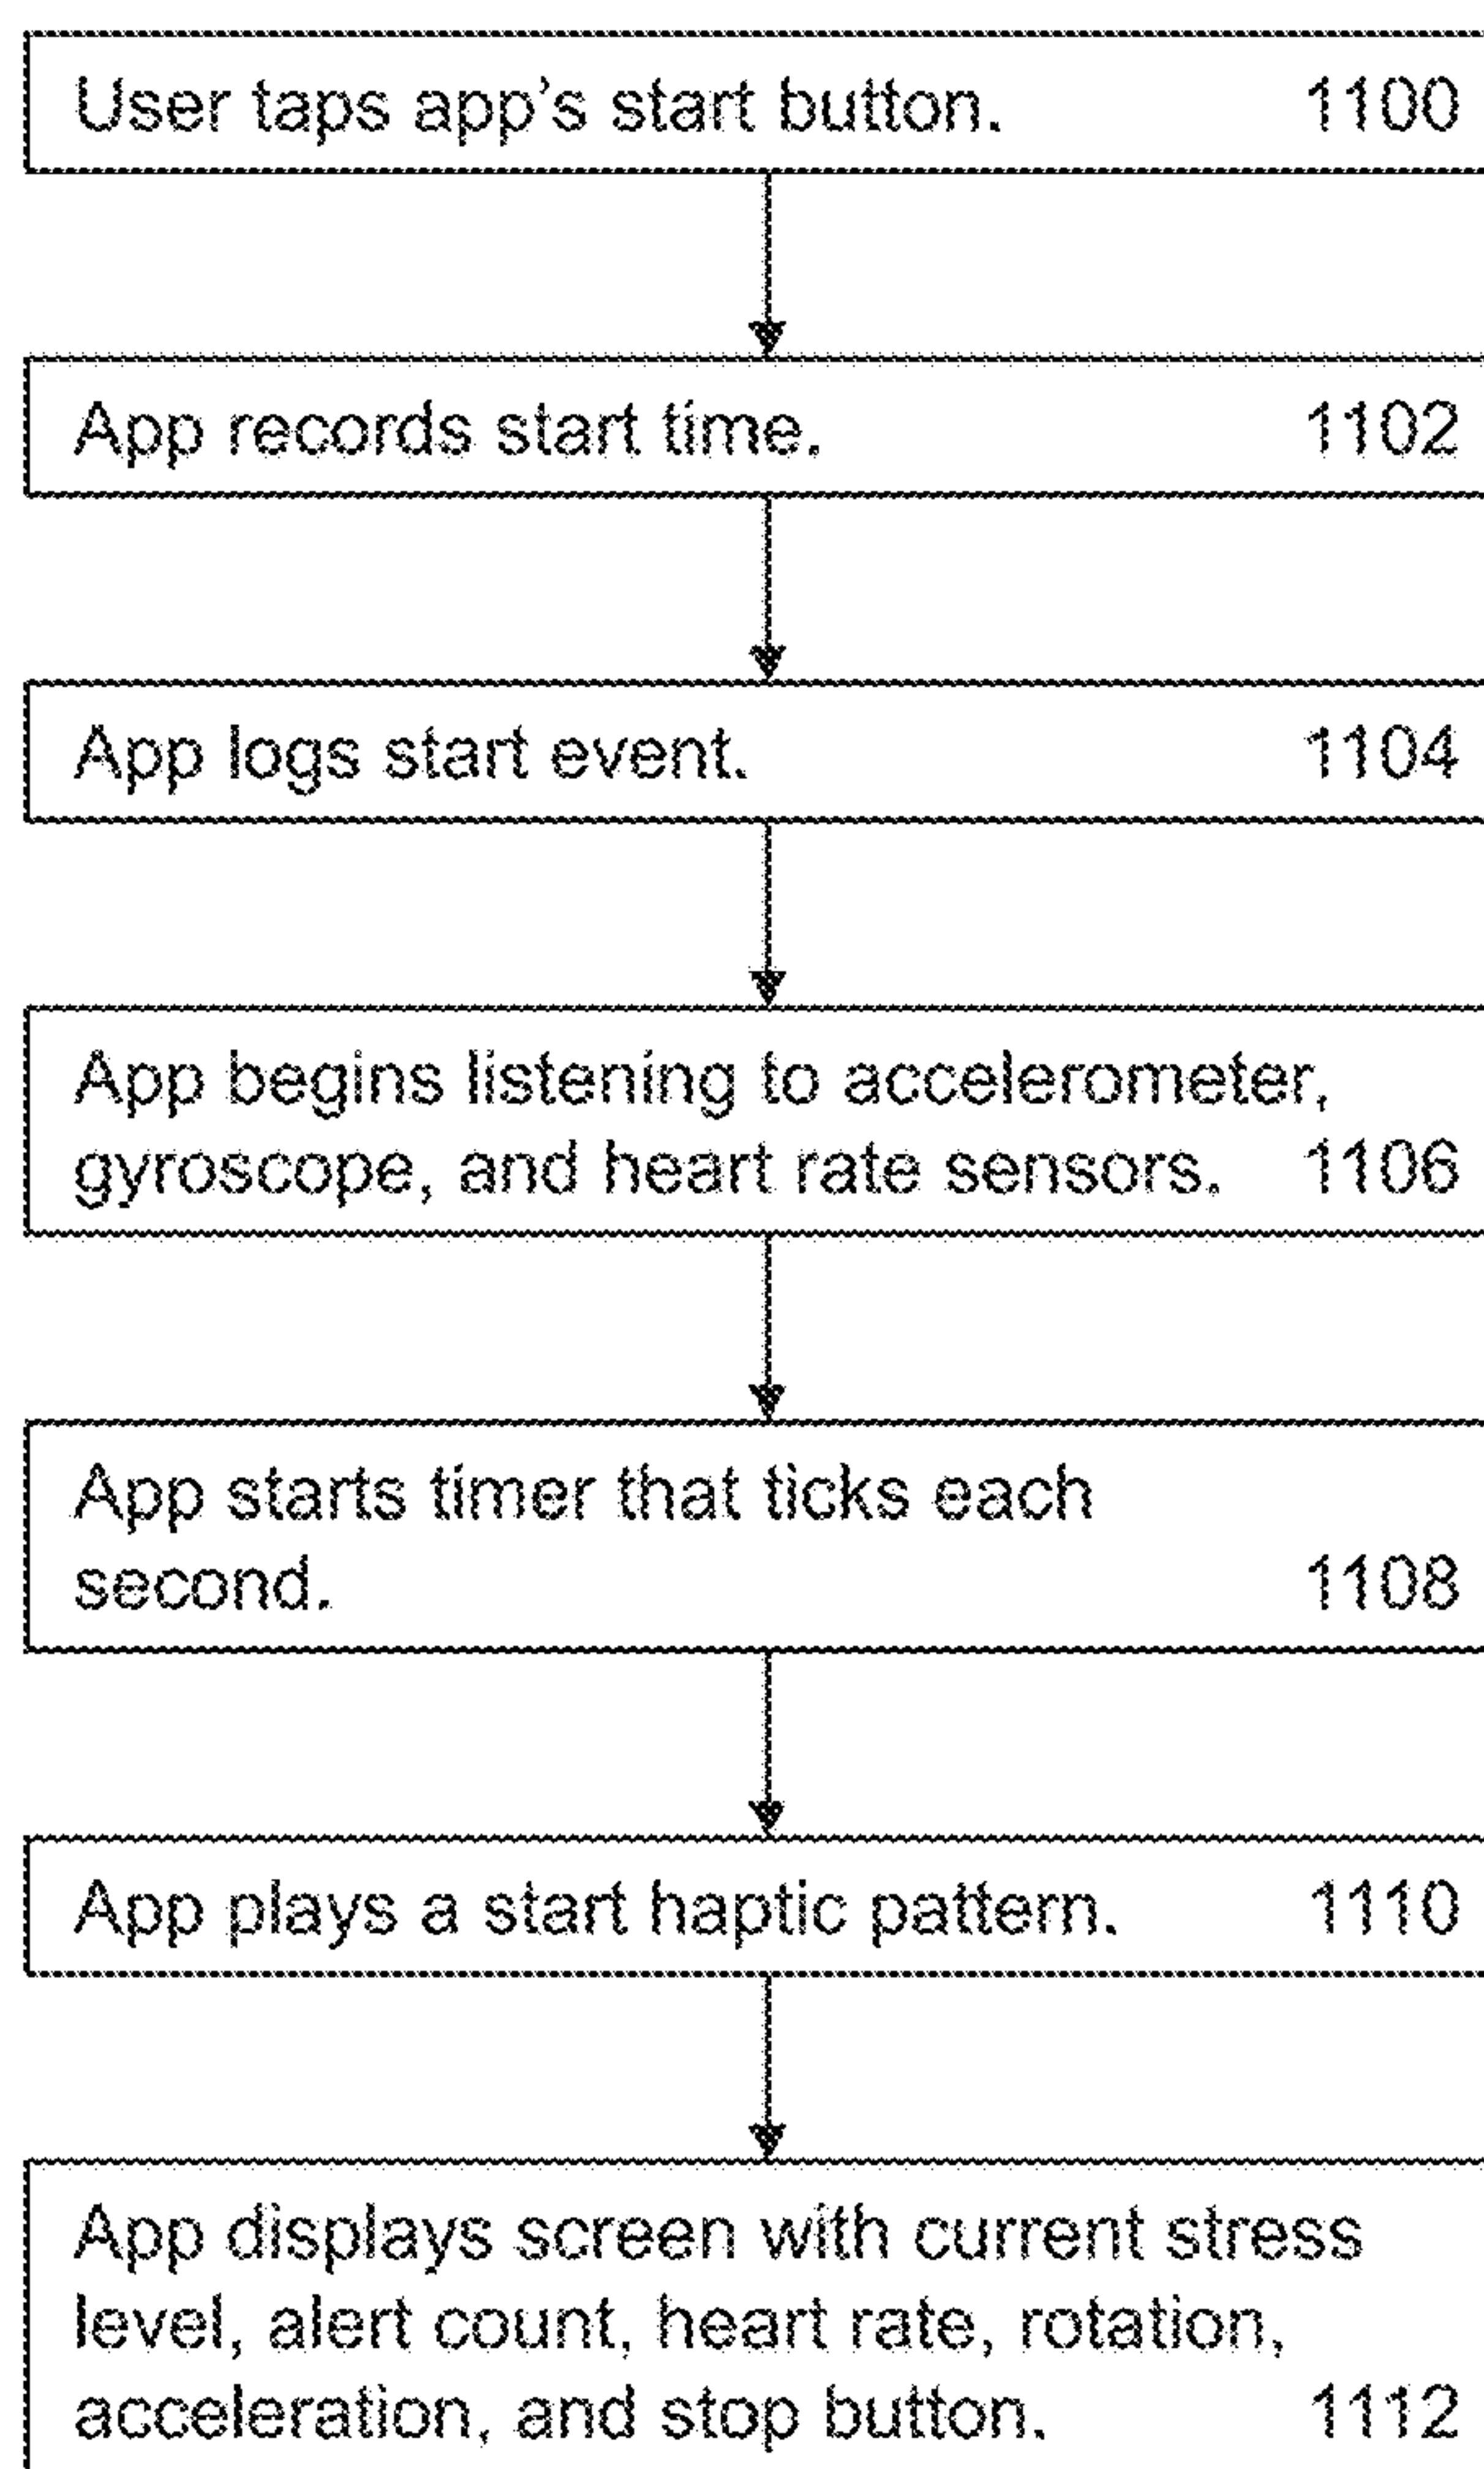 User taps app's start button. 1100
App records start time. 1102
App logs start event. 1104
App begins listening to accelerometer,
gyroscope, and heart rate sensors. 1106
App starts timer that ticks each
second. 1108
App plays a start haptic pattern. 1110
App displays screen with current stress
level, alert count, heart rate, rotation,
acceleration, and stop button. 1112